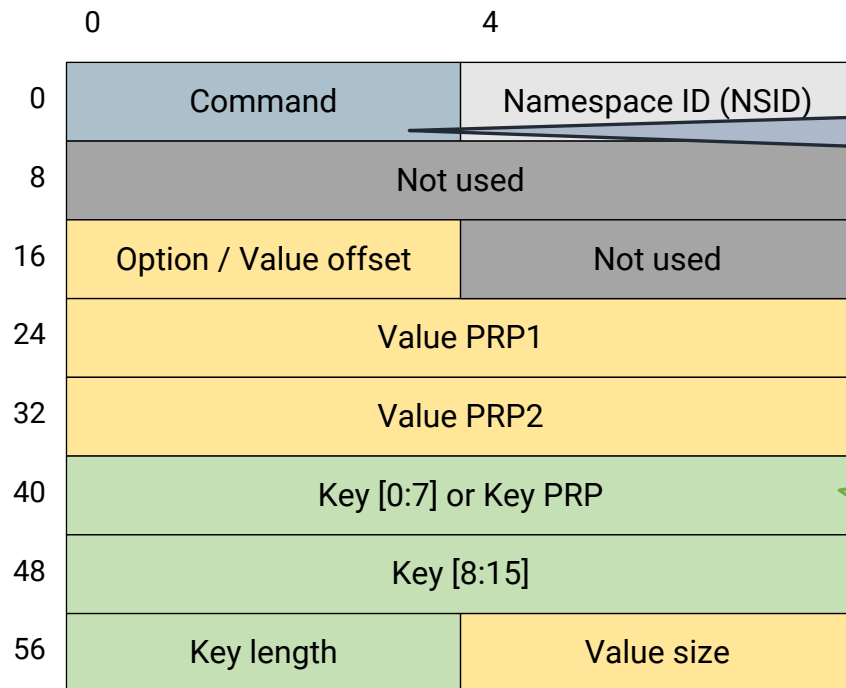 0 4
0 Command Namespace ID (NSID)
8 Not used
16 Option / Value offset Not used
24 Value PRP1
32 Value PRP2
40 Key [0:7] or Key PRP
48 Key [8:15]
56 Key length Value size